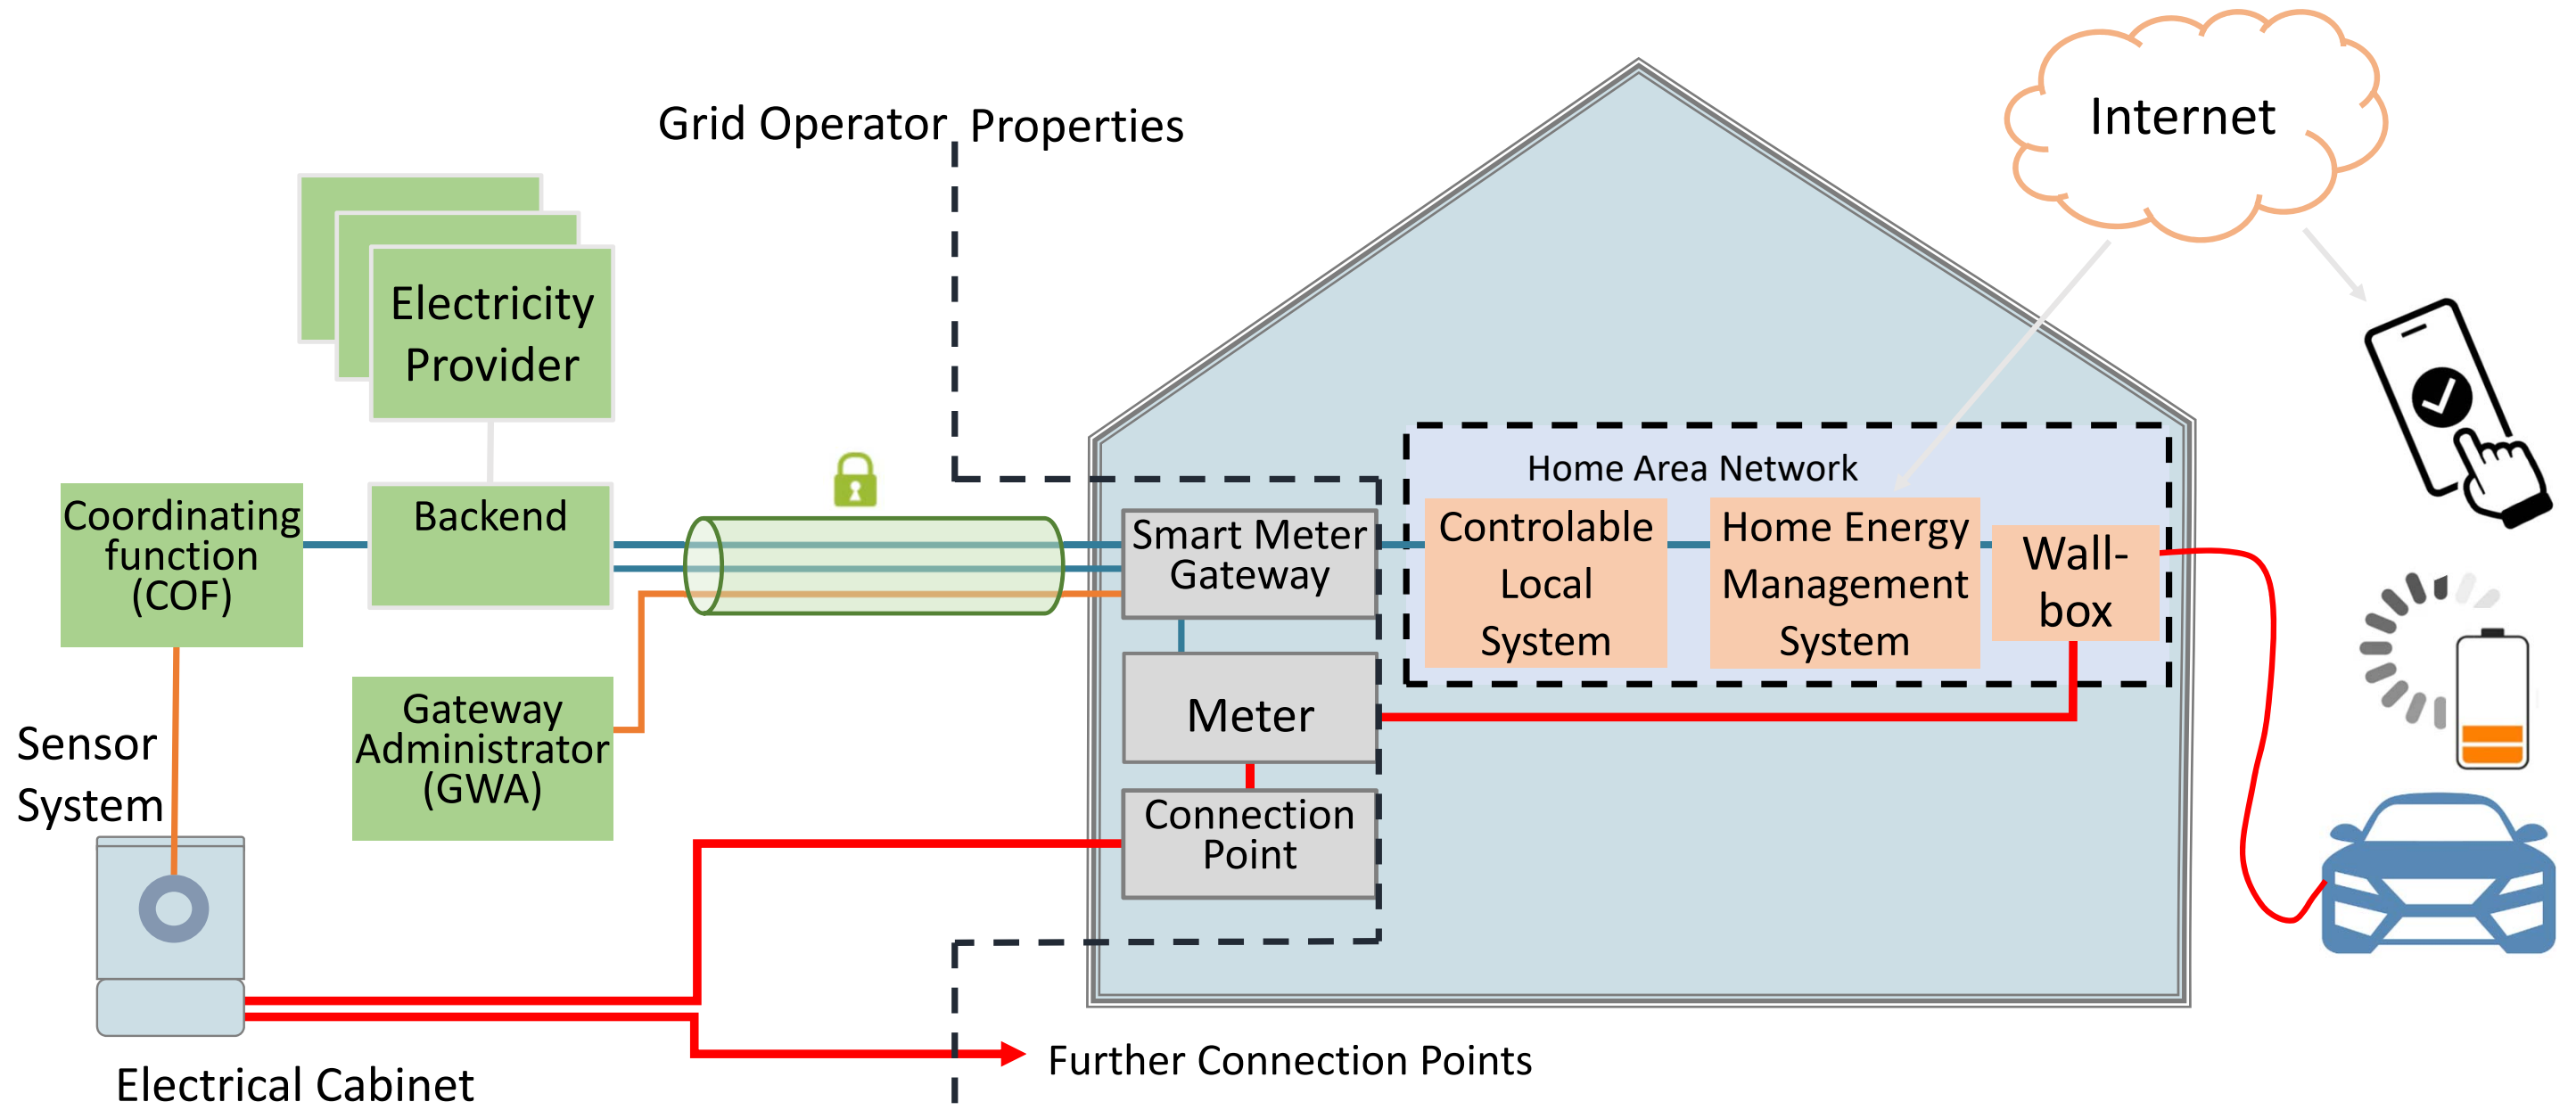 Grid Operator
Properties
Internet
Electricity
Provider
Home Area Network
Coordinating
function
(COF)
Backend
Smart Meter
Gateway
Controlable
Local
System
Home Energy
Management
System
Wall-
box
Gateway
Administrator
(GWA)
Meter
Sensor
System
Connection
Point
Further Connection Points
Electrical Cabinet